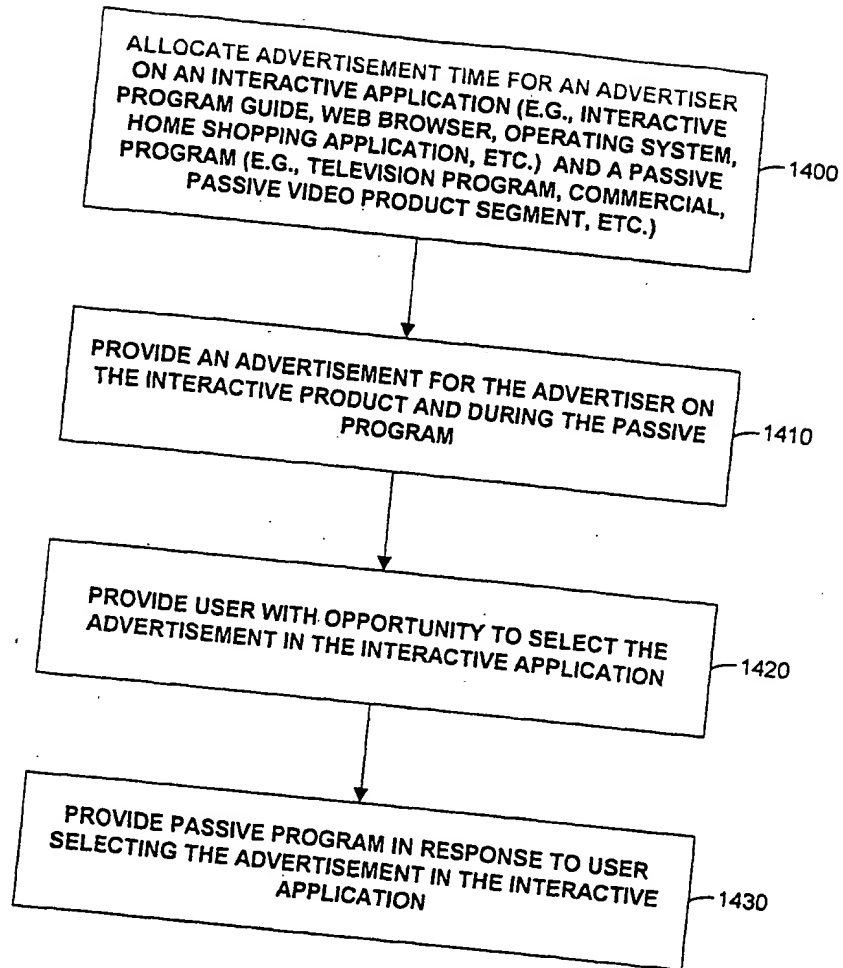 ALLOCATE ADVERTISEMENT TIME FOR AN ADVERTISER
ON AN INTERACTIVE APPLICATION (E.G., INTERACTIVE
PROGRAM GUIDE, WEB BROWSER, OPERATING SYSTEM,
HOME SHOPPING APPLICATION, ETC.) AND A PASSIVE
PROGRAM (E.G., TELEVISION PROGRAM, COMMERCIAL,
PASSIVE VIDEO PRODUCT SEGMENT, ETC.)
1400
PROVIDE AN ADVERTISEMENT FOR THE ADVERTISER ON
THE INTERACTIVE PRODUCT AND DURING THE PASSIVE
PROGRAM
1410
PROVIDE USER WITH OPPORTUNITY TO SELECT THE
ADVERTISEMENT IN THE INTERACTIVE APPLICATION
1420
PROVIDE PASSIVE PROGRAM IN RESPONSE TO USER
SELECTING THE ADVERTISEMENT IN THE INTERACTIVE
APPLICATION
1430